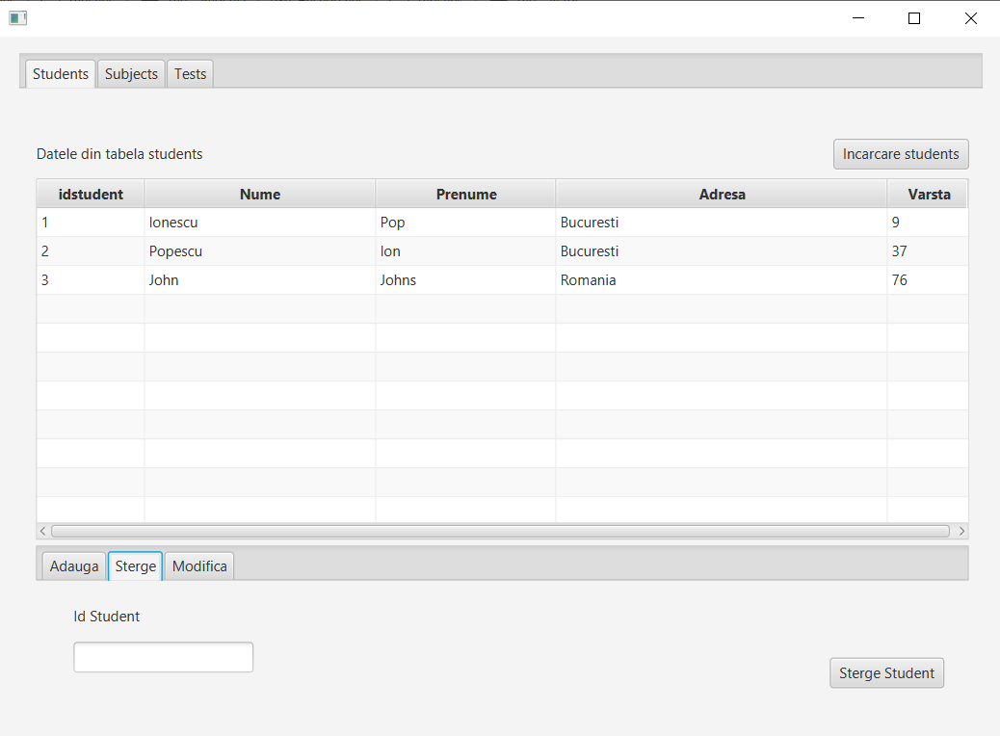 Students Subjects Tests
Datele din tabela students Incarcare students
idstudent Nume Prenume Adresa Varsta
1 Ionescu Pop Bucuresti 9
2 Popescu Ion Bucuresti 37
3 John Johns Romania 76
Adauga Sterge Modifica
Id Student
Sterge Student